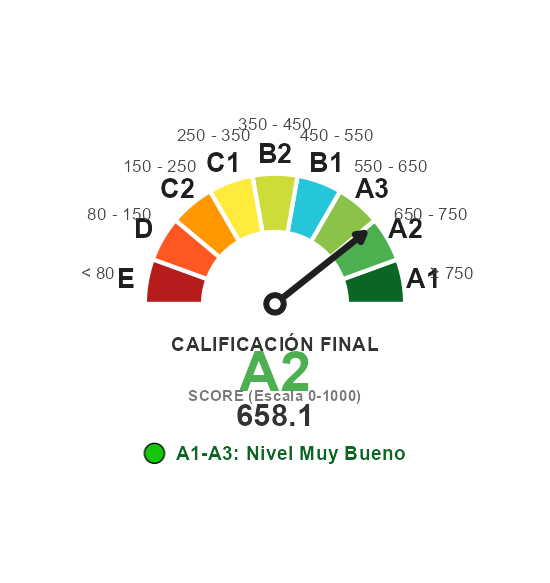 350 - 450
250 - 350
450 - 550
B2
C1
B1
150 - 250
550 - 650
C2
A3
80 - 150
650 - 750
D
A2
< 80
E
A1
≥ 750
CALIFICACIÓN FINAL
A2
SCORE (Escala 0-1000)
658.1
A1-A3: Nivel Muy Bueno